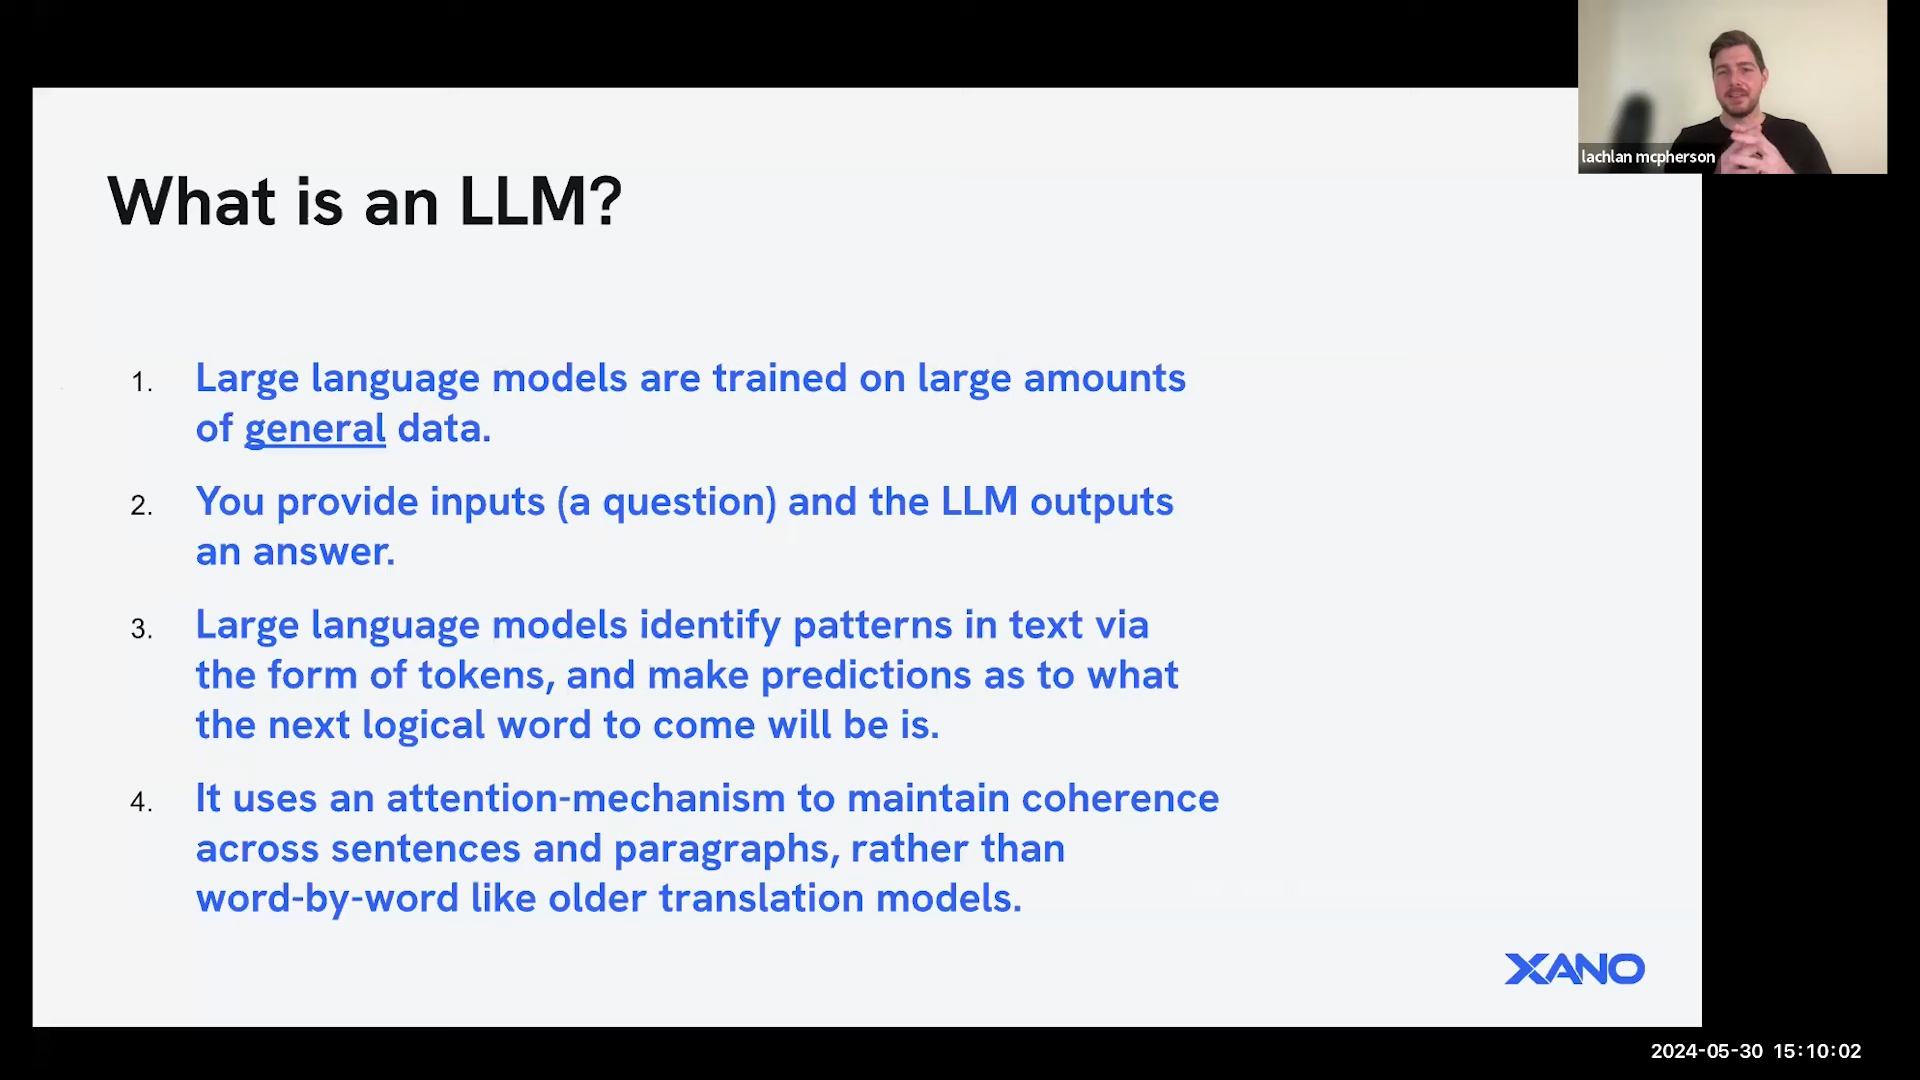 lachlan mcpherson
What is an LLM?
1. Large language models are trained on large amounts
of general data.
2. You provide inputs (a question) and the LLM outputs
an answer.
3. Large language models identify patterns in text via
the form of tokens, and make predictions as to what
the next logical word to come will be is.
4. It uses an attention-mechanism to maintain coherence
across sentences and paragraphs, rather than
word-by-word like older translation models.
XANO
2024-05-30 15:10:02